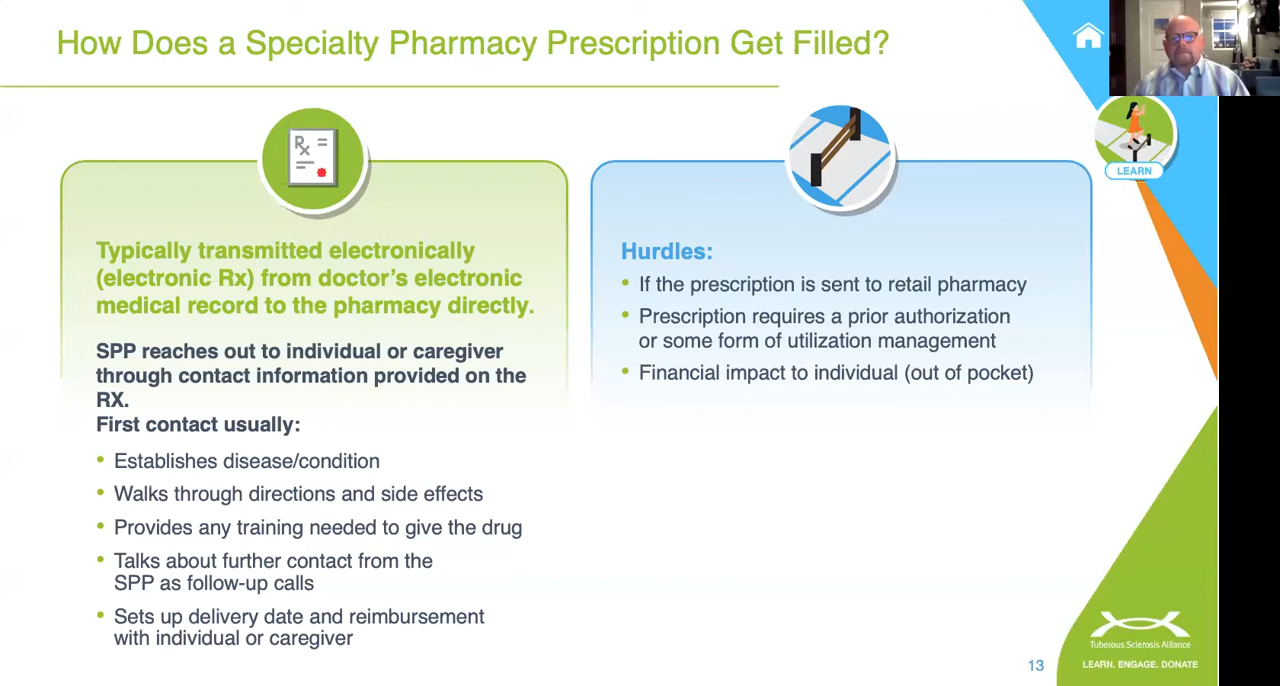 How Does a Specialty Pharmacy Prescription Get Filled?
Rx
LEARN
Typically transmitted electronically
(electronic Rx) from doctor's electronic
medical record to the pharmacy directly.
SPP reaches out to individual or caregiver
through contact information provided on the
RX.
First contact usually:
• Establishes disease/condition
• Walks through directions and side effects
• Provides any training needed to give the drug
• Talks about further contact from the
SPP as follow-up calls
• Sets up delivery date and reimbursement
with individual or caregiver
Hurdles:
• If the prescription is sent to retail pharmacy
• Prescription requires a prior authorization
or some form of utilization management
• Financial impact to individual (out of pocket)
Tuberous Sclerosis Alliance
LEARN. ENGAGE. DONATE
13